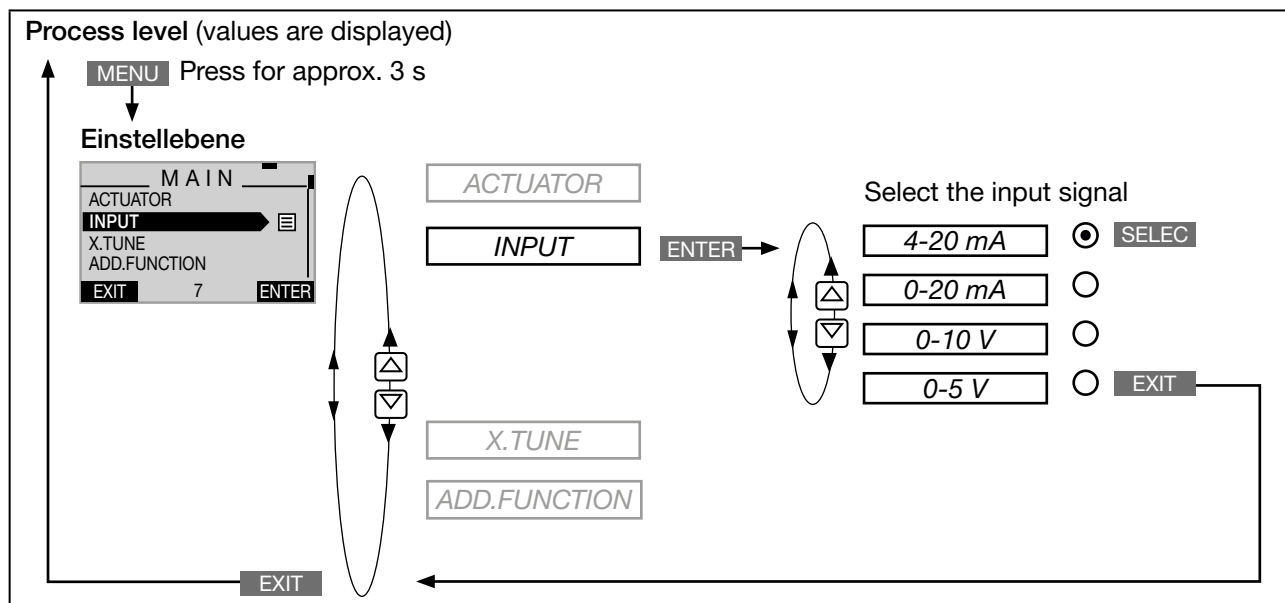 Process level (values are displayed)
MENU Press for approx. 3 s
Einstellebene
MAIN
ACTUATOR
INPUT
X.TUNE
ADD.FUNCTION
EXIT 7 ENTER
ACTUATOR
INPUT
ENTER
X.TUNE
ADD.FUNCTION
Select the input signal
4-20 mA
SELEC
0-20 mA
0-10 V
0-5 V
EXIT
EXIT